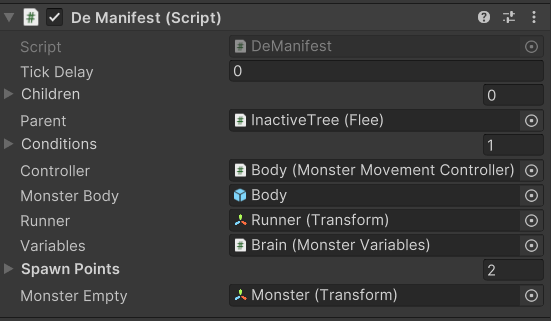 De Manifest (Script)
Script DeManifest
Tick Delay 0
Children 0
Parent InactiveTree (Flee)
Conditions 1
Controller Body (Monster Movement Controller)
Monster Body Body
Runner Runner (Transform)
Variables Brain (Monster Variables)
Spawn Points 2
Monster Empty Monster (Transform)